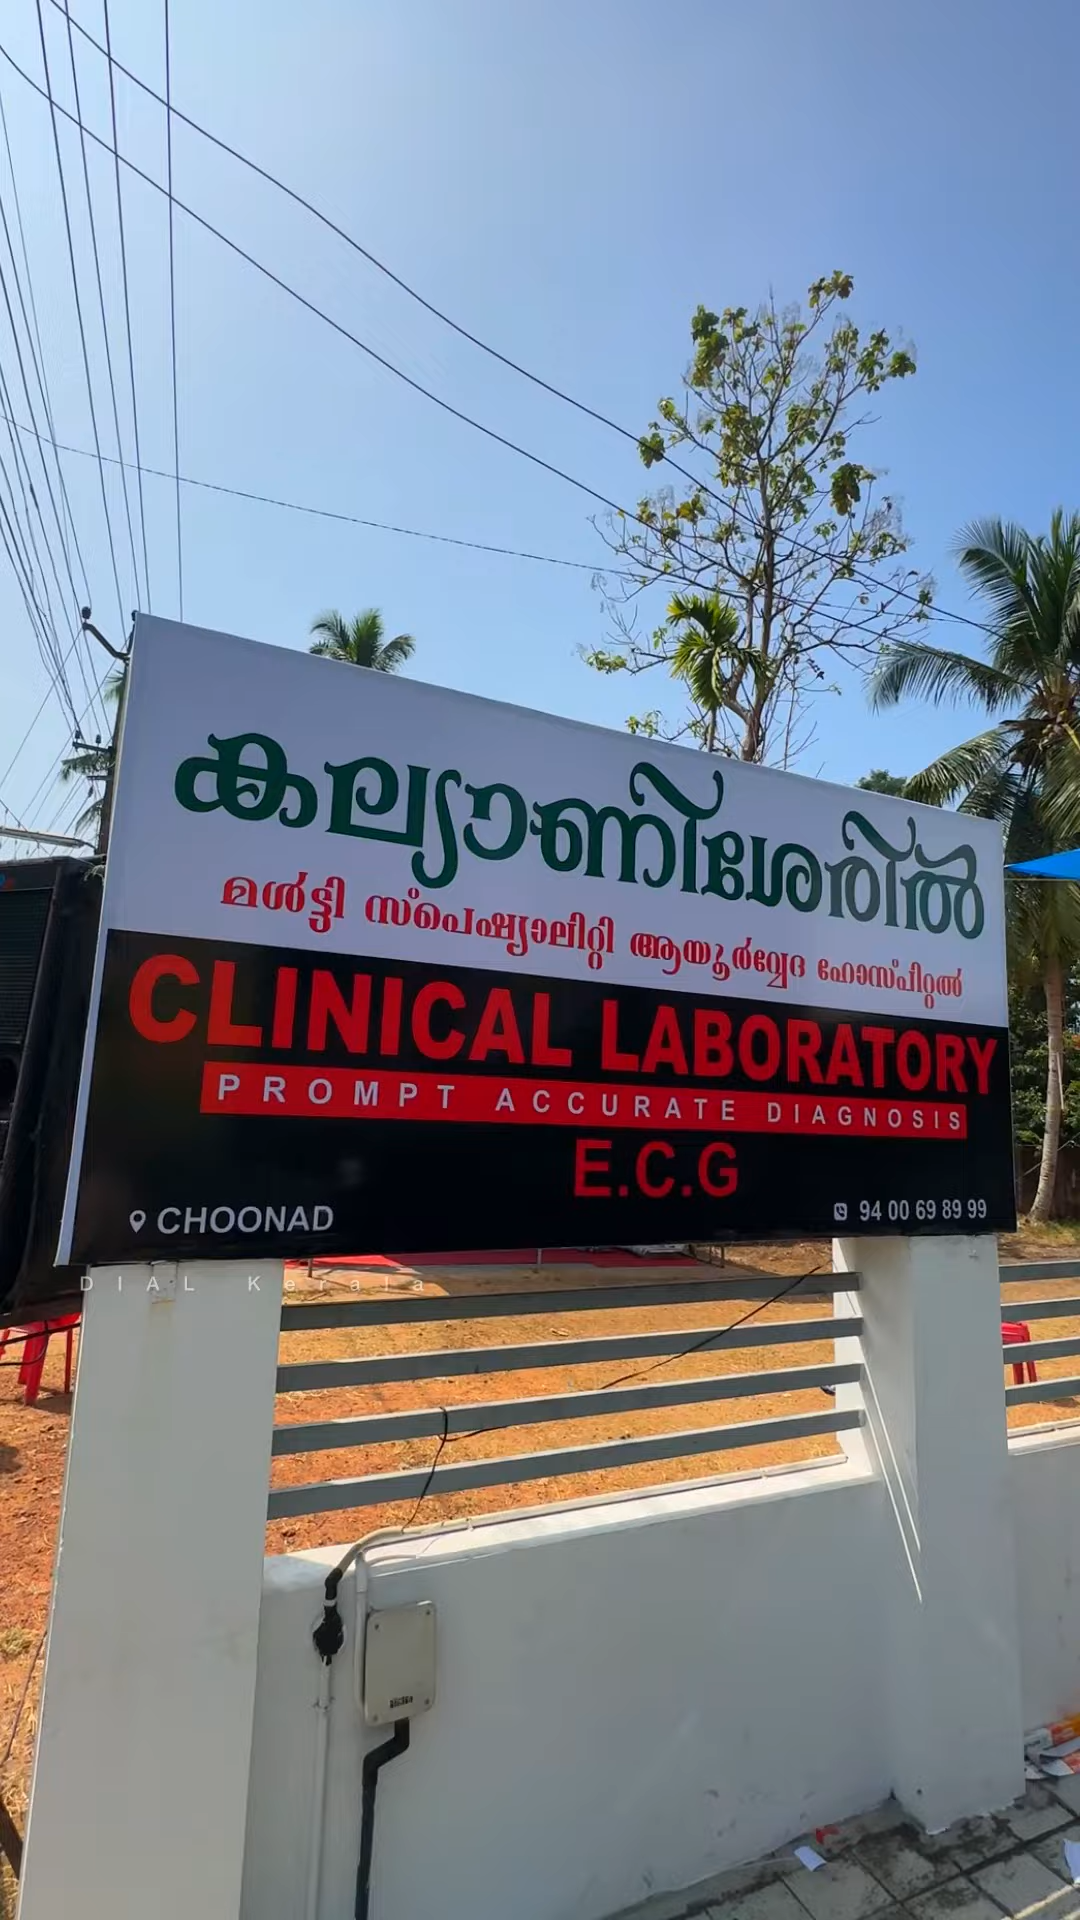 കല്യാണിശേരിൽ
മൾട്ടി സ്പെഷ്യാലിറ്റി ആയൂർവ്വേദ ഹോസ്പിറ്റൽ
CLINICAL LABORATORY
PROMPT ACCURATE DIAGNOSIS
E.C.G
CHOONAD
94 00 69 89 99
DIAL Kerala